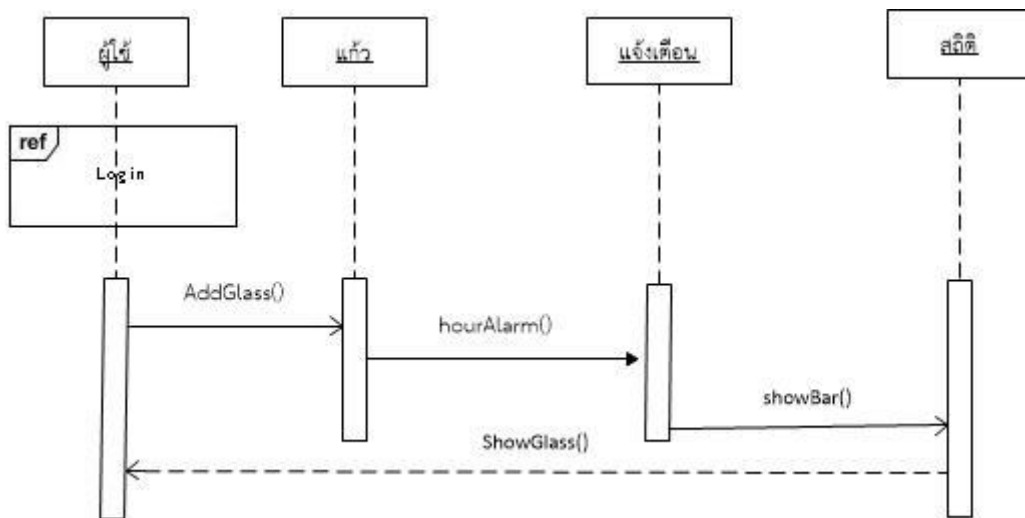 ผู้ใช้
แก้ว
แจ้งเตือน
สถิติ
ref
Login
AddGlass()
hourAlarm()
showBar()
ShowGlass()